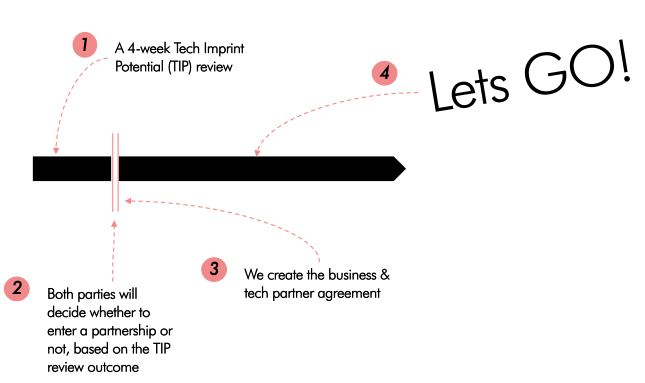 1
A 4-week Tech Imprint
Potential (TIP) review
4
Lets GO!
2
Both parties will
decide whether to
enter a partnership or
not, based on the TIP
review outcome
3
We create the business &
tech partner agreement